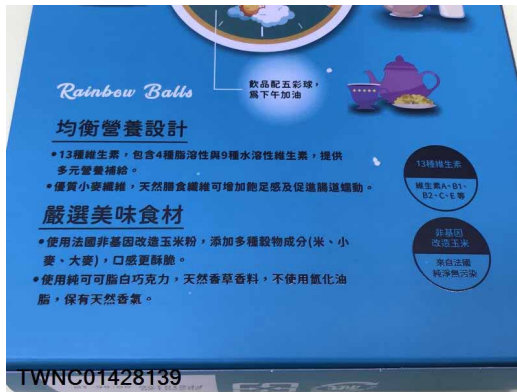 Rainbow Balls
飲品配五彩球，
為下午加油
均衡營養設計
•13種維生素，包含4種脂溶性與9種水溶性維生素，提供
多元營養補給。
•優質小麥纖維，天然膳食纖維可增加飽足感及促進腸道蠕動。
13種維生素
維生素A、B1、
B2、C、E 等
嚴選美味食材
•使用法國非基因改造玉米粉，添加多種穀物成分(米、小
麥、大麥)，口感更酥脆。
•使用純可可脂白巧克力，天然香草香料，不使用氫化油
脂，保有天然香氣。
非基因
改造玉米
來自法國
純淨無污染
TWNC01428139